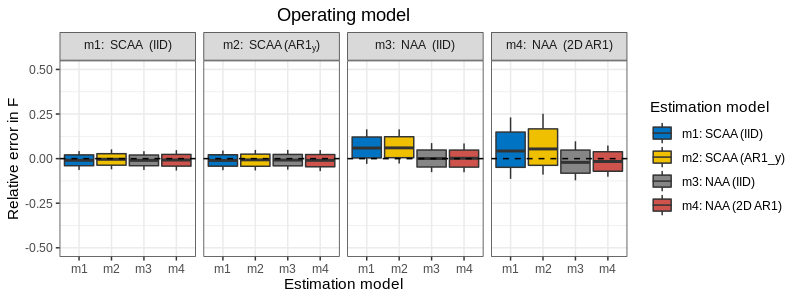 Operating model
m1: SCAA (IID)
m2: SCAA (AR1y)
m3: NAA (IID)
m4: NAA (2D AR1)
Relative error in F
0.50
0.25
0.00
-0.25
-0.50
m1 m2 m3 m4
m1 m2 m3 m4
m1 m2 m3 m4
m1 m2 m3 m4
Estimation model
Estimation model
m1: SCAA (IID)
m2: SCAA (AR1_y)
m3: NAA (IID)
m4: NAA (2D AR1)